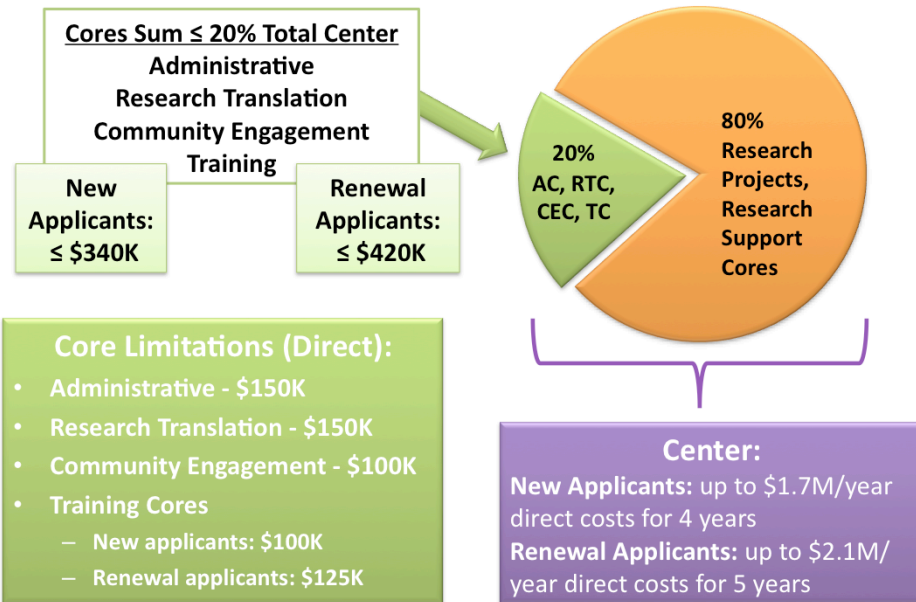 Cores Sum ≤ 20% Total Center
Administrative
Research Translation
Community Engagement
Training
New
Applicants:
≤ $340K
Renewal
Applicants:
≤ $420K
20%
AC, RTC,
CEC, TC
80%
Research
Projects,
Research
Support
Cores
Core Limitations (Direct):
• Administrative - $150K
• Research Translation - $150K
• Community Engagement - $100K
• Training Cores
– New applicants: $100K
– Renewal applicants: $125K
Center:
New Applicants: up to $1.7M/year
direct costs for 4 years
Renewal Applicants: up to $2.1M/
year direct costs for 5 years